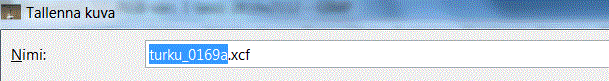 Tallenna kuva
Nimi: turku_0169a.xcf